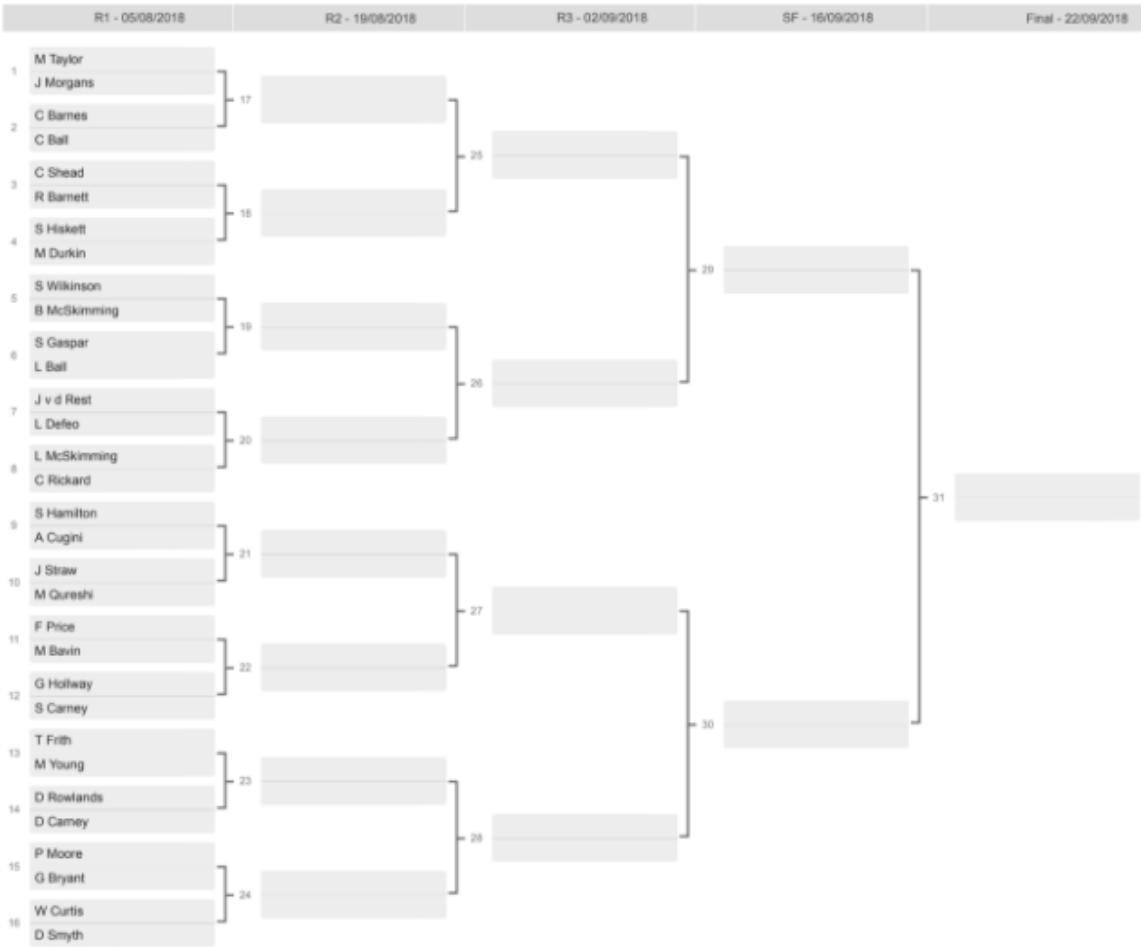 R1 - 05/08/2018
R2 - 19/08/2018
R3 - 02/09/2018
SF - 16/09/2018
Final - 22/09/2018
1
M Taylor
J Morgans
2
C Barnes
C Ball
3
C Shead
R Barnett
4
S Hiskett
M Durkin
5
S Wilkinson
B McSkimming
6
S Gaspar
L Ball
7
J v d Rest
L Defeo
8
L McSkimming
C Rickard
9
S Hamilton
A Cugini
10
J Straw
M Qureshi
11
F Price
M Bavin
12
G Hollway
S Carney
13
T Frith
M Young
14
D Rowlands
D Carney
15
P Moore
G Bryant
16
W Curtis
D Smyth
17
18
19
20
21
22
23
24
25
26
27
28
29
30
31